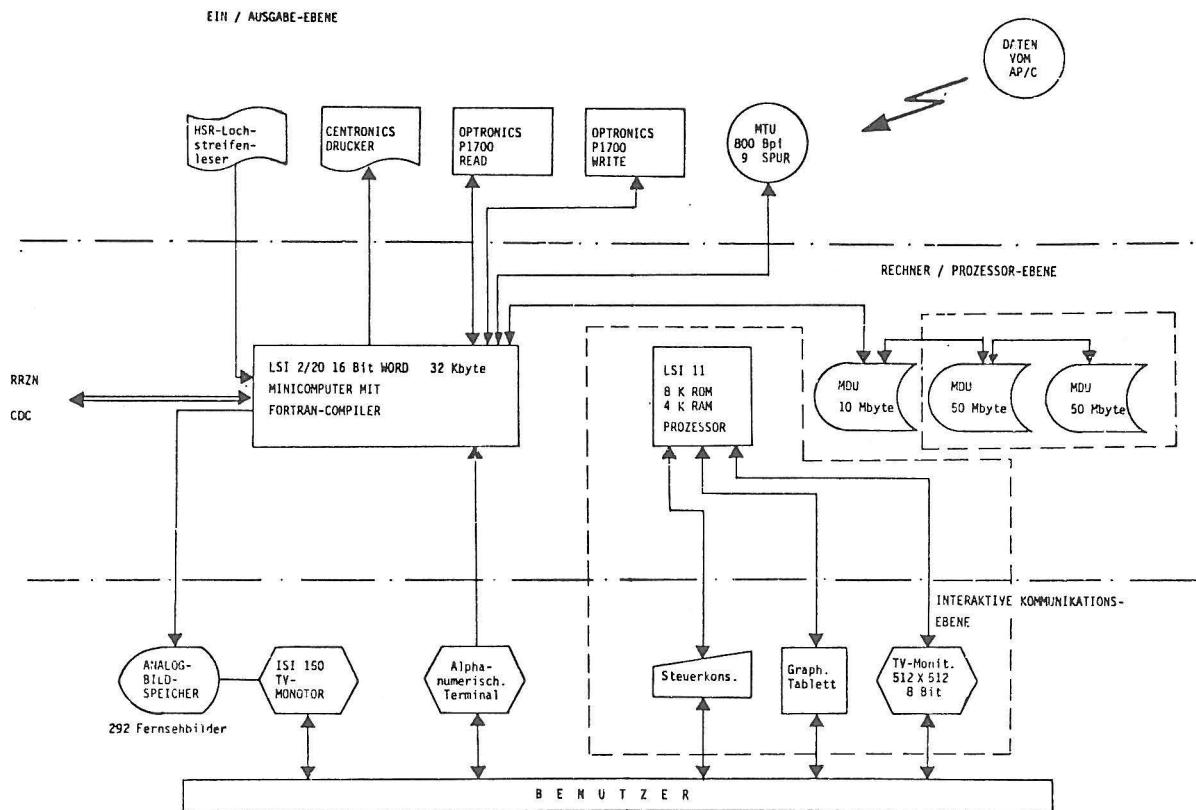 EIN / AUSGABE-EBENE
DATEN
VOM
AP/C
HSR-Loch-
streifen-
leser
CENTRONICS
DRUCKER
OPTRONICS
P1700
READ
OPTRONICS
P1700
WRITE
MTU
800 Bpi
9 SPUR
RECHNER / PROZESSOR-EBENE
RRZN
CDC
LSI 2/20 16 Bit WORD 32 Kbyte
MINICOMPUTER MIT
FORTRAN-COMPILER
LSI 11
8 K ROM
4 K RAM
PROZESSOR
MDU
10 Mbyte
MDU
50 Mbyte
MDU
50 Mbyte
INTERAKTIVE KOMMUNIKATIONS-
EBENE
ANALOG-
BILD-
SPEICHER
292 Fernsehbilder
ISI 150
TV-
MONOTOR
Alpha-
numerisch.
Terminal
Steuerkons.
Graph.
Tablett
TV-Monit.
512 X 512
8 Bit
B E N U T Z E R